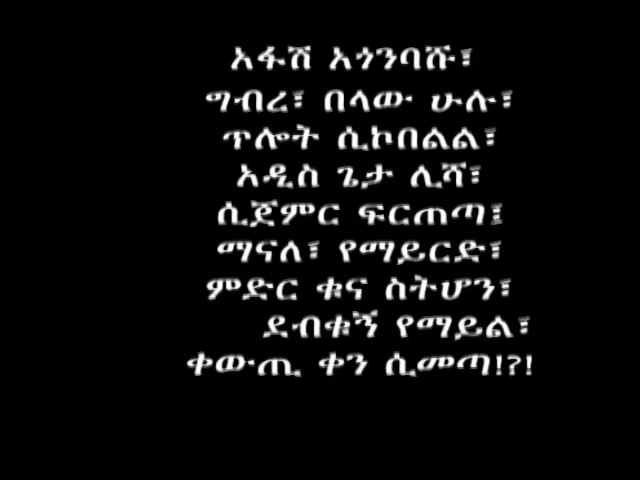 አፋሽ አጎንባሹ፣
ግብረ፣ በላው ሁሉ፣
ጥሎት ሲኮበልል፣
አዲስ ጌታ ሊሻ፣
ሲጀምር ፍርጠጣ፤
ማናለ፣ የማይርድ፣
ምድር ቁና ስትሆን፣
ደብቁኝ የማይል፣
ቀውጢ ቀን ሲመጣ!?!